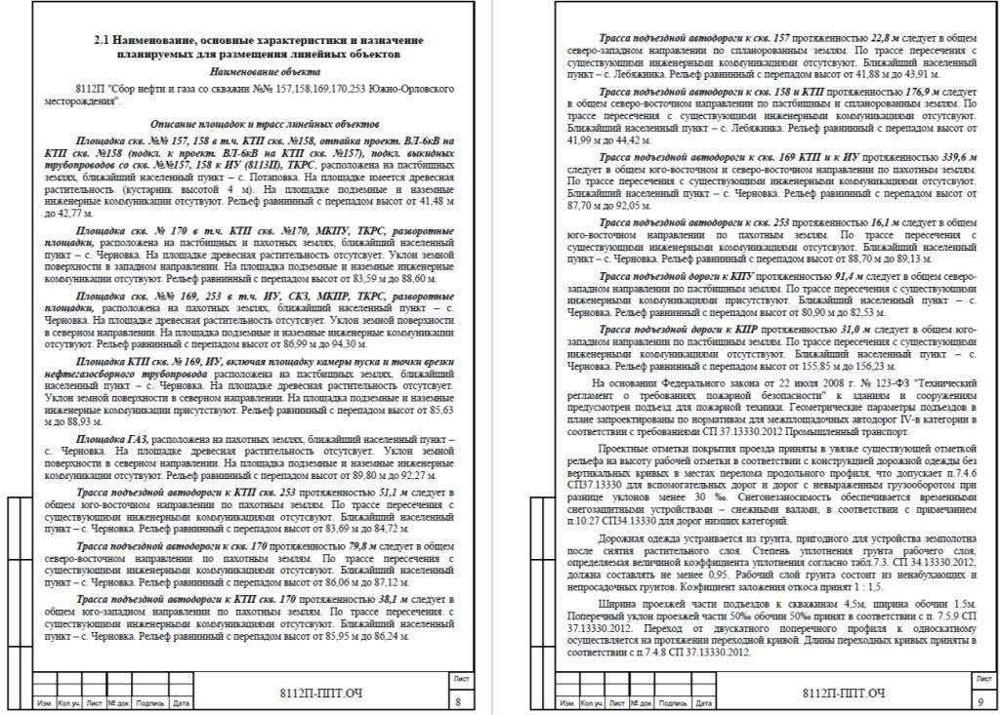 2.1 Наименование, основные характеристики и назначение
планируемых для размещения линейных объектов
Наименование объекта
8112П "Сбор нефти и газа со скважин №№ 157,158,169,170,253 Южно-Орловского
месторождения".
Описание площадок и трасс линейных объектов
Площадка скв. №№ 157, 158 в т.ч. КТП скв. №158, отпайка проект. ВЛ-6кВ на
КТП скв. №158 (подкл. к проект. ВЛ-6кВ на КТП скв. №157), подкл. выкидных
трубопроводов со скв. №№157, 158 к ИУ (8113П), ТКРС, расположена на пастбищных
землях, ближайший населенный пункт – с. Потаповка. На площадке имеется древесная
растительность (кустарник высотой 4 м). На площадке подземные и наземные
инженерные коммуникации отсутвуют. Рельеф равнинный с перепадом высот от 41,48 м
до 42,77 м.
Площадка скв. № 170 в т.ч. КТП скв. №170, МКПУ, ТКРС, разворотные
площадки, расположена на пастбищных и пахотных землях, ближайший населенный
пункт – с. Черновка. На площадке древесная растительность отсутсвует. Уклон земной
поверхности в западном направлении. На площадка подземные и наземные инженерные
коммуникации отсутвуют. Рельеф равнинный с перепадом высот от 83,59 м до 88,60 м.
Площадка скв. №№ 169, 253 в т.ч. ИУ, СКЗ, МКПР, ТКРС, разворотные
площадки, расположена на пахотных землях, ближайший населенный пункт – с.
Черновка. На площадке древесная растительность отсутсвует. Уклон земной поверхности
в северном направлении. На площадка подземные и наземные инженерные коммуникации
отсутвуют. Рельеф равнинный с перепадом высот от 86,99 м до 94,30 м.
Площадка КТП скв. № 169, ИУ, включая площадку камеры пуска и точки врезки
нефтегазосборного трубопровода расположена на пастбищных землях, ближайший
населенный пункт – с. Черновка. На площадке древесная растительность отсутсвует.
Уклон земной поверхности в северном направлении. На площадка подземные и наземные
инженерные коммуникации присутствуют. Рельеф равнинный с перепадом высот от 85,63
м до 88,93 м.
Площадка ГАЗ, расположена на пахотных землях, ближайший населенный пункт –
с. Черновка. На площадке древесная растительность отсутсвует. Уклон земной
поверхности в северном направлении. На площадка подземные и наземные инженерные
коммуникации отсутвуют. Рельеф равнинный с перепадом высот от 89,80 м до 92,27 м.
Трасса подъездной автодороги к КТП скв. 253 протяженностью 51,1 м следует в
общем юго-восточном направлении по пахотным землям. По трассе пересечения с
существующими инженерными коммуникациями отсутсвуют. Ближайший населенный
пункт – с. Черновка. Рельеф равнинный с перепадом высот от 83,69 м до 84,72 м.
Трасса подъездной автодороги к скв. 170 протяженностью 79,8 м следует в общем
северо-восточном направлении по пахотным землям. По трассе пересечения с
существующими инженерными коммуникациями отсутсвуют. Ближайший населенный
пункт – с. Черновка. Рельеф равнинный с перепадом высот от 86,06 м до 87,12 м.
Трасса подъездной автодороги к КТП скв. 170 протяженностью 38,1 м следует в
общем юго-западном направлении по пахотным землям. По трассе пересечения с
существующими инженерными коммуникациями отсутсвуют. Ближайший населенный
пункт – с. Черновка. Рельеф равнинный с перепадом высот от 85,95 м до 86,24 м.
Изм. Кол.уч. Лист № док. Подпись Дата
8112П-ППТ.ОЧ
Лист
8
Трасса подъездной автодороги к скв. 157 протяженностью 22,8 м следует в общем
северо-западном направлении по спланорованным землям. По трассе пересечения с
существующими инженерными коммуникациями отсутсвуют. Ближайший населенный
пункт – с. Лебяжинка. Рельеф равнинный с перепадом высот от 41,88 м до 43,91 м.
Трасса подъездной автодороги к скв. 158 и КТП протяженностью 176,9 м следует
в общем северо-восточном направлении по пастбищным и спланорованным землям. По
трассе пересечения с существующими инженерными коммуникациями отсутсвуют.
Ближайший населенный пункт – с. Лебяжинка. Рельеф равнинный с перепадом высот от
41,99 м до 44,42 м.
Трасса подъездной автодороги к скв. 169 КТП и к ИУ протяженностью 339,6 м
следует в общем юго-восточном и северо-восточном направлении по пахотным землям.
По трассе пересечения с существующими инженерными коммуникациями отсутсвуют.
Ближайший населенный пункт – с. Черновка. Рельеф равнинный с перепадом высот от
87,70 м до 92,05 м.
Трасса подъездной автодороги к скв. 253 протяженностью 16,1 м следует в общем
юго-восточном направлении по пахотным землям. По трассе пересечения с
существующими инженерными коммуникациями отсутсвуют. Ближайший населенный
пункт – с. Черновка. Рельеф равнинный с перепадом высот от 88,70 м до 89,13 м.
Трасса подъездной дороги к КПУ протяженностью 91,4 м следует в общем северо-
западном направлении по пастбищным землям. По трассе пересечения с существующими
инженерными коммуникациями присутствуют. Ближайший населенный пункт – с.
Черновка. Рельеф равнинный с перепадом высот от 80,90 м до 82,53 м.
Трасса подъездной дороги к КПР протяженностью 31,0 м следует в общем юго-
западном направлении по пастбищным землям. По трассе пересечения с существующими
инженерными коммуникациями отсутствуют. Ближайший населенный пункт – с.
Черновка. Рельеф равнинный с перепадом высот от 155,85 м до 156,23 м.
На основании Федерального закона от 22 июля 2008 г. № 123-ФЗ "Технический
регламент о требованиях пожарной безопасности" к зданиям и сооружениям
предусмотрен подъезд для пожарной техники. Геометрические параметры подъездов в
плане запроектированы по нормативам для межплощадочных автодорог IV-в категории в
соответствии с требованиями СП 37.13330.2012 Промышленный транспорт.
Проектные отметки покрытия проезда приняты в увязке существующей отметкой
рельефа на высоту рабочей отметки в соответствии с конструкцией дорожной одежды без
вертикальных кривых в местах перелома продольного профиля, что допускает п.7.4.6
СП37.13330 для вспомогательных дорог и дорог с невыраженным грузооборотом при
разнице уклонов менее 30 ‰. Снегонезаносимость обеспечивается временными
снегозащитными устройствами – снежными валами, в соответствии с примечанием
п.10.27 СП34.13330 для дорог низших категорий.
Дорожная одежда устраивается из грунта, пригодного для устройства земполотна
после снятия растительного слоя. Степень уплотнения грунта рабочего слоя,
определяемая величиной коэффициента уплотнения согласно табл.7.3. СП 34.13330.2012,
должна составлять не менее 0,95. Рабочий слой грунта состоит из ненабухающих и
непросадочных грунтов. Коэфициент заложения откоса принят 1 : 1,5.
Ширина проезжей части подъездов к скважинам 4,5м, ширина обочин 1.5м.
Поперечный уклон проезжей части 50‰ обочин 50‰ принят в соответствии с п. 7.5.9 СП
37.13330.2012. Переход от двускатного поперечного профиля к односкатному
осуществляется на протяжении переходной кривой. Длины переходных кривых приняты в
соответствии с п.7.4.8 СП 37.13330.2012.
Изм. Кол.уч. Лист № док. Подпись Дата
8112П-ППТ.ОЧ
Лист
9